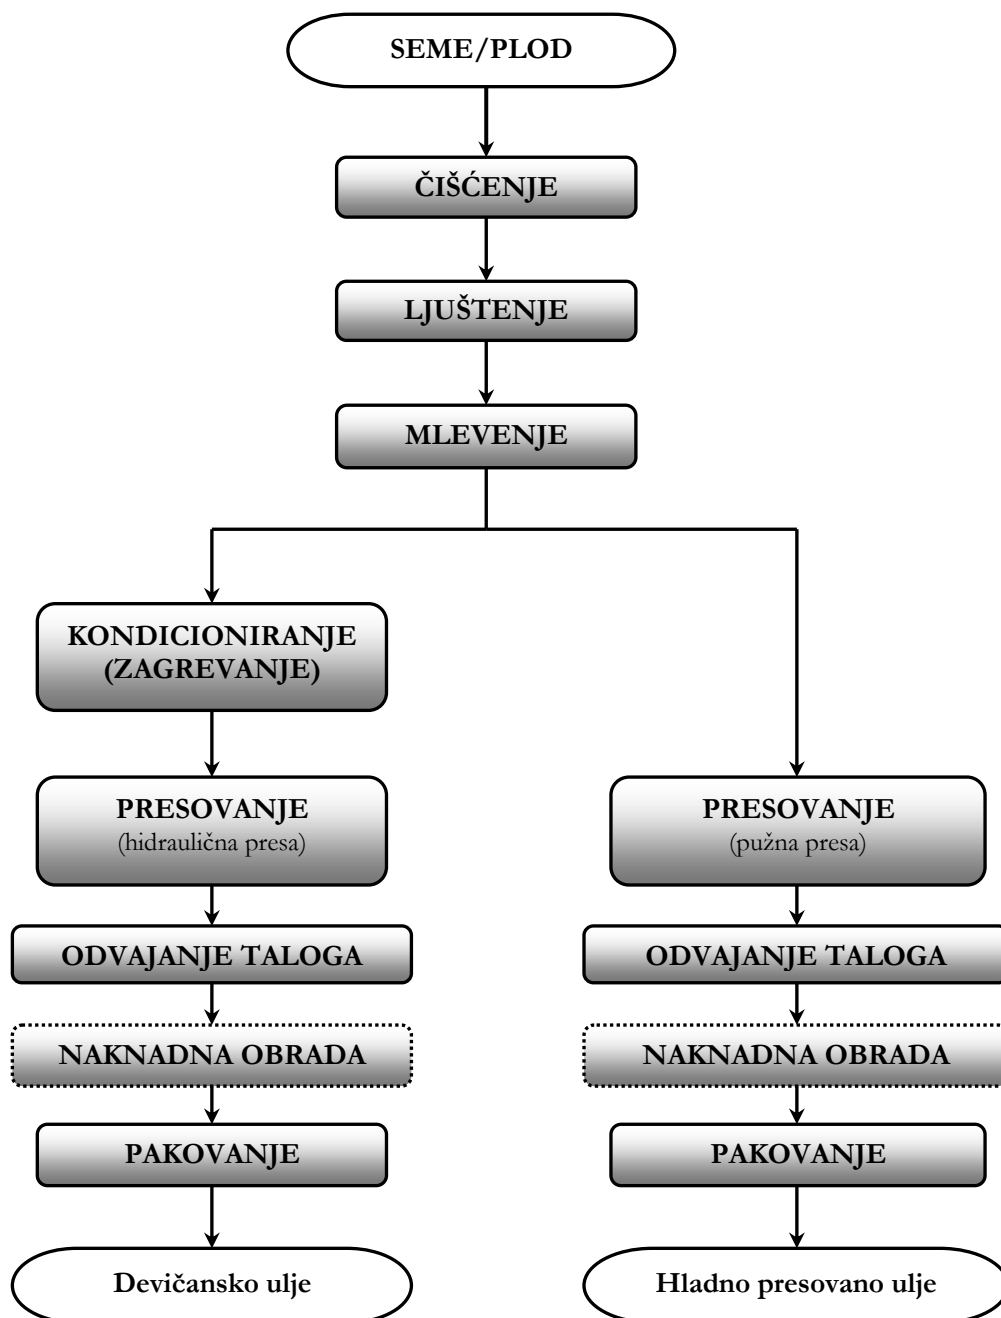 SEME/PLOD
ČIŠĆENJE
LJUŠTENJE
MLEVENJE
KONDICIONIRANJE
(ZAGREVANJE)
PRESOVANJE
(hidraulična presa)
ODVAJANJE TALOGA
NAKNADNA OBRADA
PAKOVANJE
Devičansko ulje
PRESOVANJE
(pužna presa)
ODVAJANJE TALOGA
NAKNADNA OBRADA
PAKOVANJE
Hladno presovano ulje